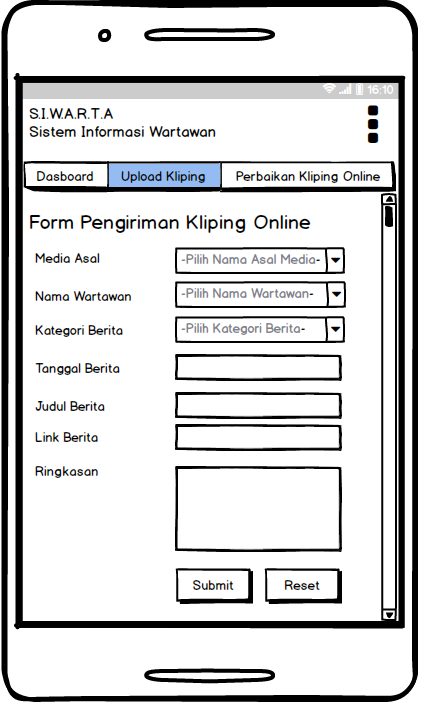 16:10
S.I.W.A.R.T.A
Sistem Informasi Wartawan
Dasboard Upload Kliping Perbaikan Kliping Online
Form Pengiriman Kliping Online
Media Asal -Pilih Nama Asal Media-
Nama Wartawan -Pilih Nama Wartawan-
Kategori Berita -Pilih Kategori Berita-
Tanggal Berita
Judul Berita
Link Berita
Ringkasan
Submit Reset